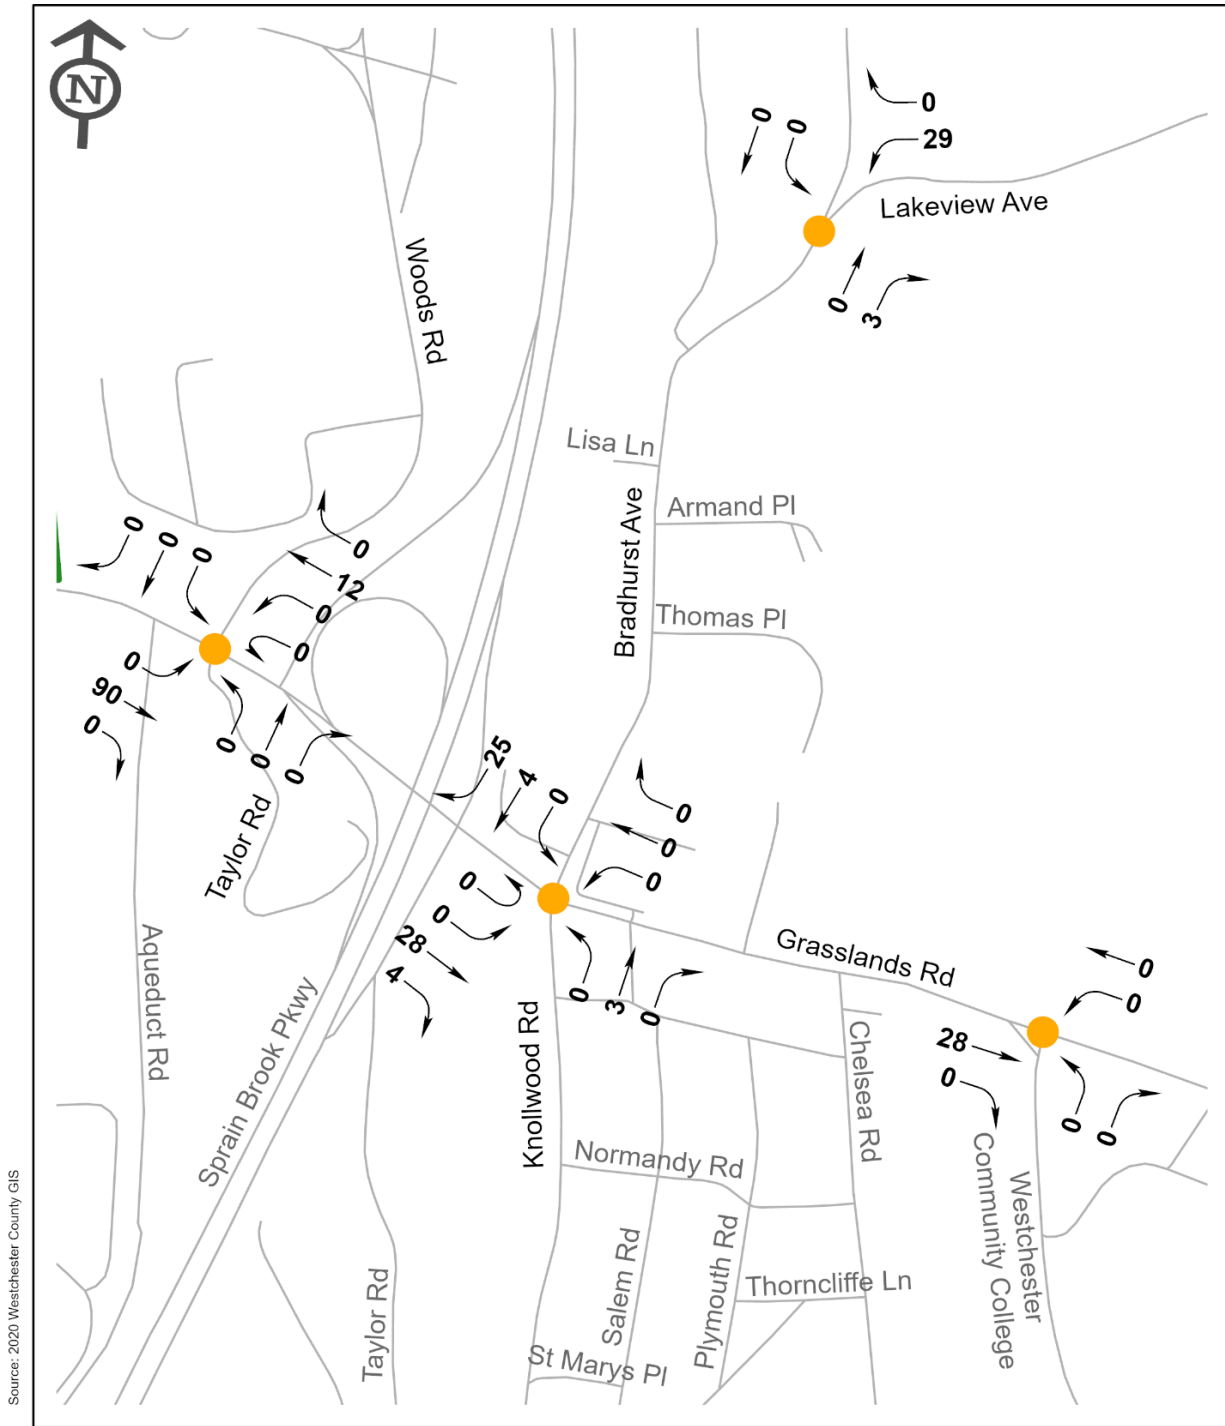 N
0
29
0
0
Lakeview Ave
0
3
Woods Rd
Lisa Ln
Armand Pl
Bradhurst Ave
Thomas Pl
0
0
0
0
12
0
0
0
90
0
0
0
0
Taylor Rd
25
4
0
0
0
0
0
0
28
4
0
3
0
Grasslands Rd
0
0
28
0
0
0
Aqueduct Rd
Sprain Brook Pkwy
Knollwood Rd
Chelsea Rd
Normandy Rd
Westchester
Community College
Salem Rd
Plymouth Rd
Thorncliffe Ln
Taylor Rd
St Marys Pl
Source: 2020 Westchester County GIS